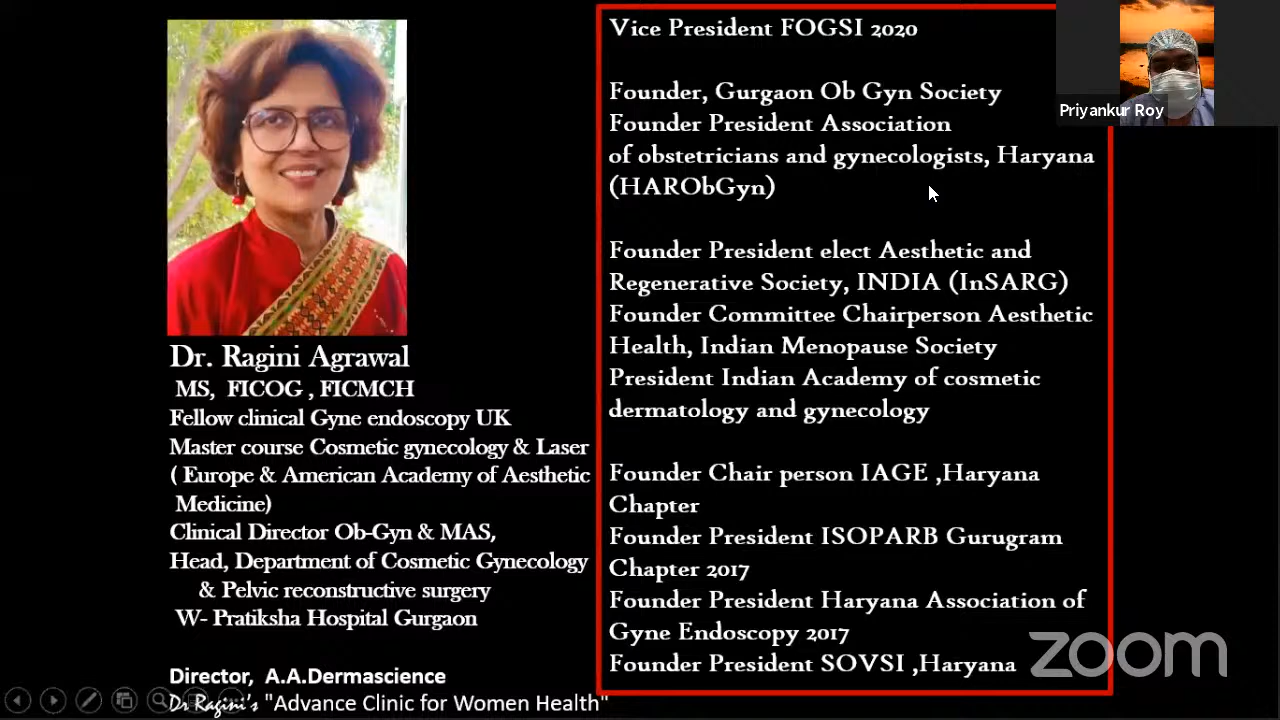 Dr. Ragini Agrawal
MS, FICOG , FICMCH
Fellow clinical Gyne endoscopy UK
Master course Cosmetic gynecology & Laser
( Europe & American Academy of Aesthetic
Medicine)
Clinical Director Ob-Gyn & MAS,
Head, Department of Cosmetic Gynecology
& Pelvic reconstructive surgery
W- Pratiksha Hospital Gurgaon
Director, A.A.Dermascience
Dr Ragini's "Advance Clinic for Women Health"
Vice President FOGSI 2020
Founder, Gurgaon Ob Gyn Society
Founder President Association
of obstetricians and gynecologists, Haryana
(HARObGyn)
Founder President elect Aesthetic and
Regenerative Society, INDIA (InSARG)
Founder Committee Chairperson Aesthetic
Health, Indian Menopause Society
President Indian Academy of cosmetic
dermatology and gynecology
Founder Chair person IAGE ,Haryana
Chapter
Founder President ISOPARB Gurugram
Chapter 2017
Founder President Haryana Association of
Gyne Endoscopy 2017
Founder President SOVSI ,Haryana
Priyankur Roy
zoom